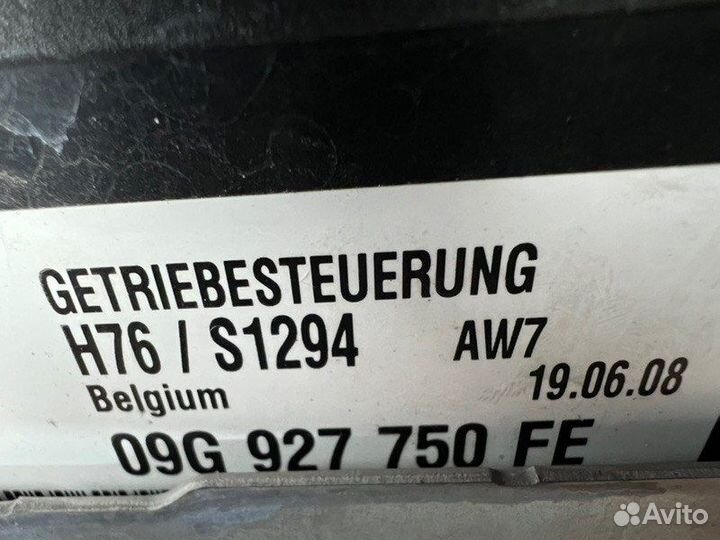 GETRIEBESTEUERUNG
H76 / S1294 AW7
Belgium 19.06.08
09G 927 750 FE
Avito